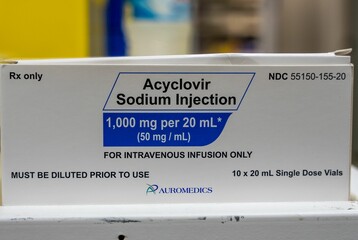 Rx only
NDC 55150-155-20
Acyclovir
Sodium Injection
1,000 mg per 20 mL*
(50 mg / mL)
FOR INTRAVENOUS INFUSION ONLY
MUST BE DILUTED PRIOR TO USE
10 x 20 mL Single Dose Vials
AUROMEDICS